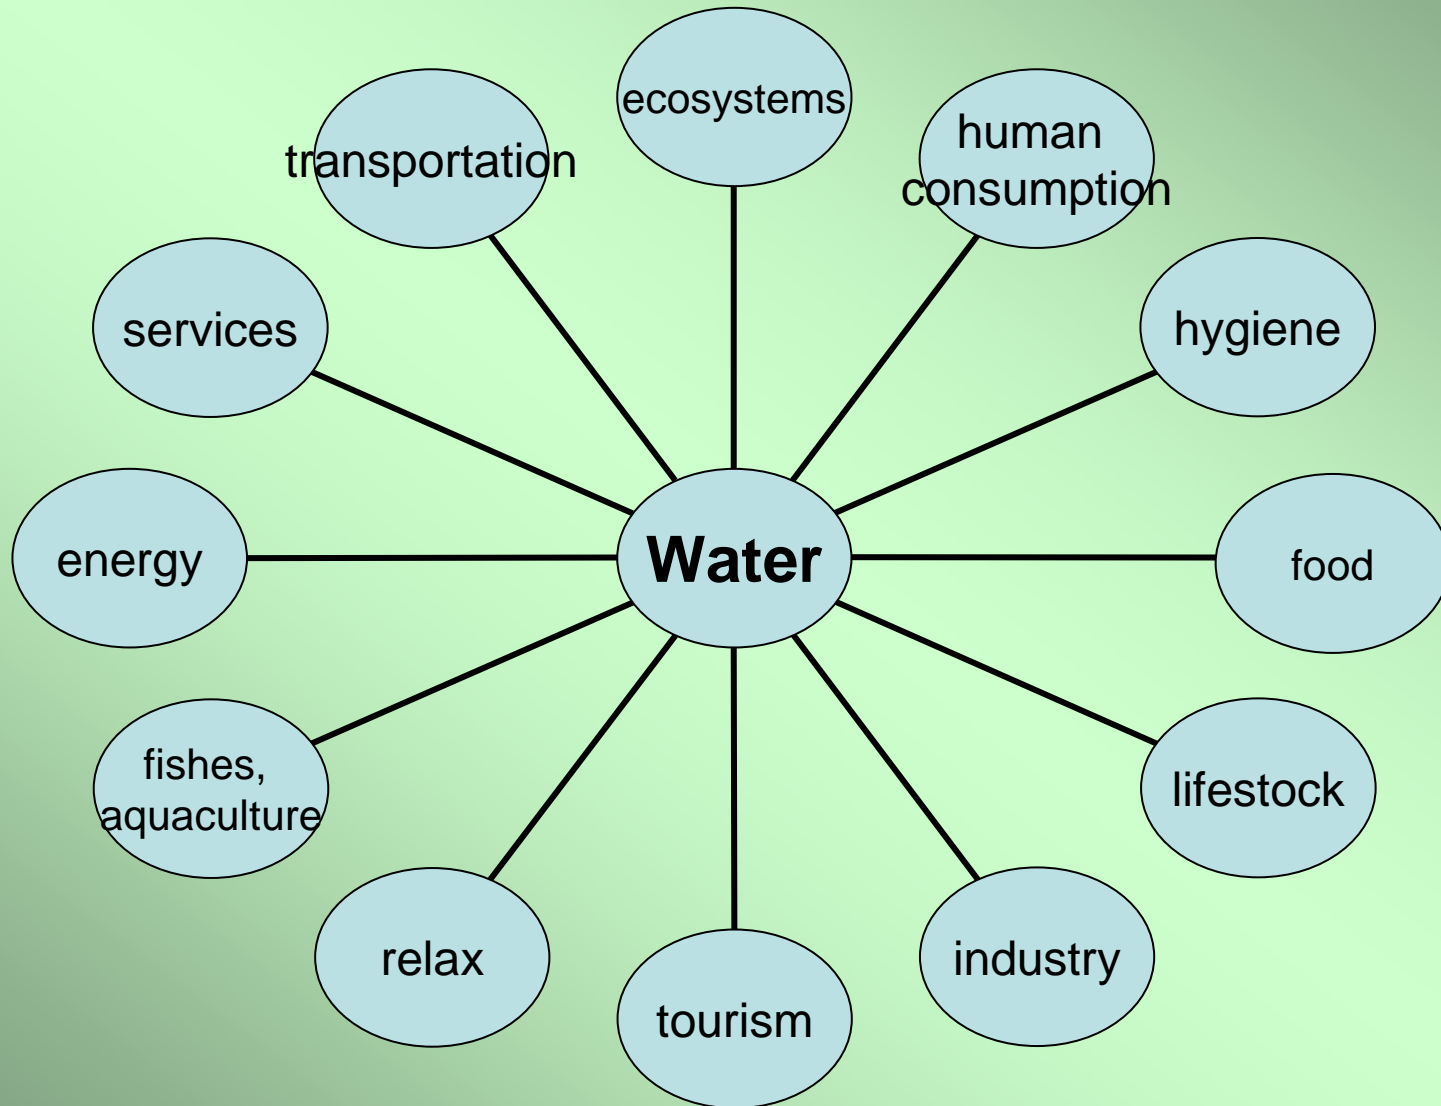 ecosystems
human
consumption
transportation
services
hygiene
energy
Water
food
fishes,
aquaculture
lifestock
relax
industry
tourism